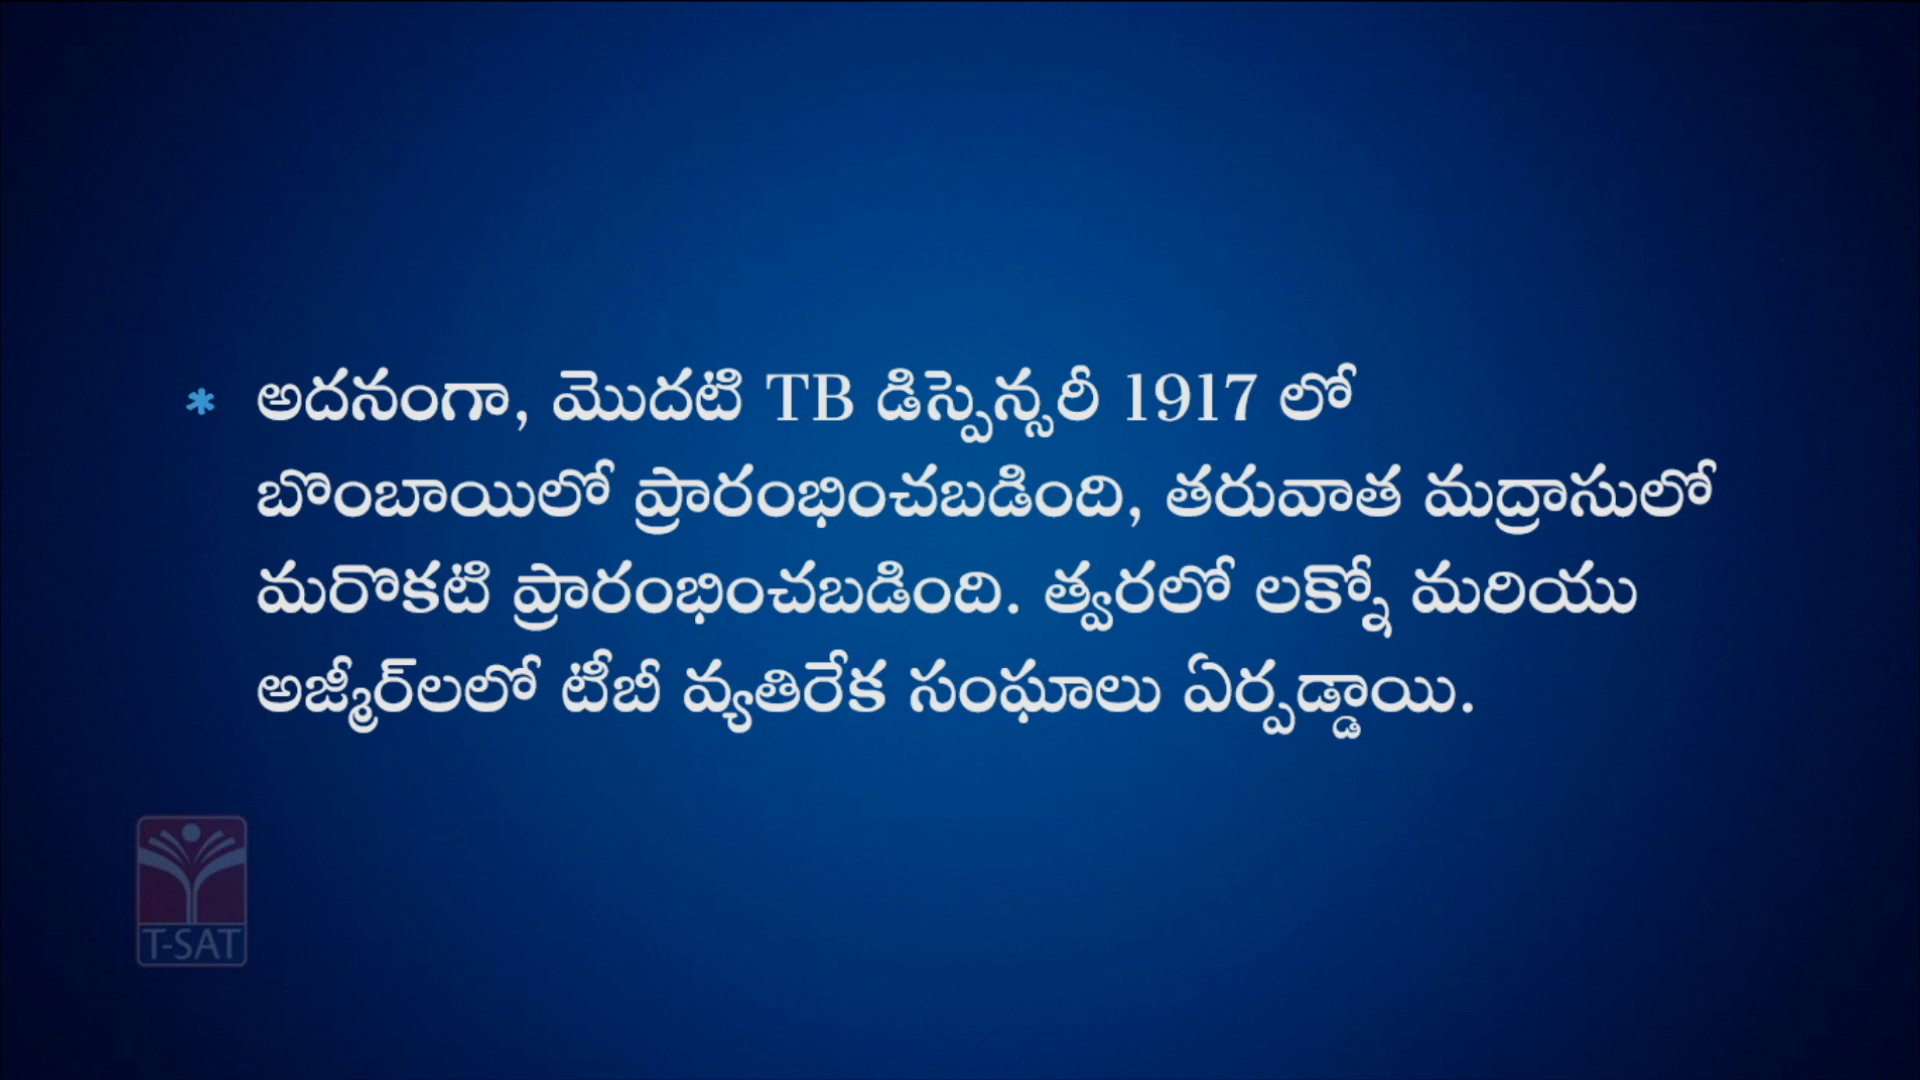 * అదనంగా, మొదటి TB డిస్పెన్సరీ 1917 లో
బొంబాయిలో ప్రారంభించబడింది, తరువాత మద్రాసులో
మరొకటి ప్రారంభించబడింది. త్వరలో లక్నో మరియు
అజ్మీర్‌లలో టీబీ వ్యతిరేక సంఘాలు ఏర్పడ్డాయి.
T-SAT